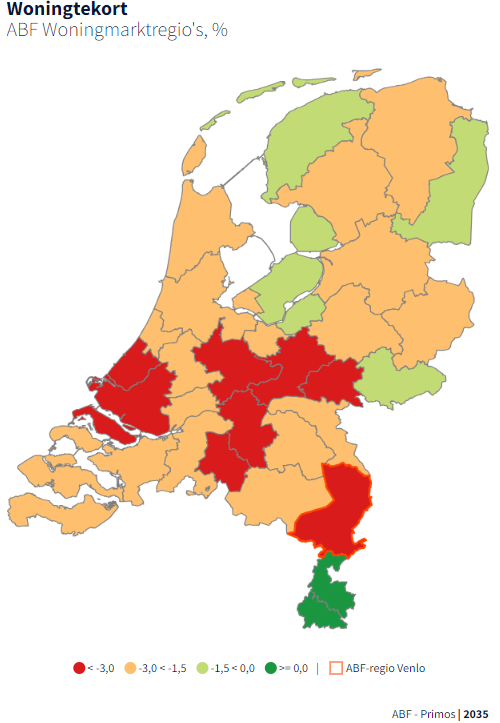 Woningtekort
ABF Woningmarktregio's, %
< -3,0 -3,0 < -1,5 -1,5 < 0,0 >= 0,0 | ABF-regio Venlo
ABF - Primos | 2035